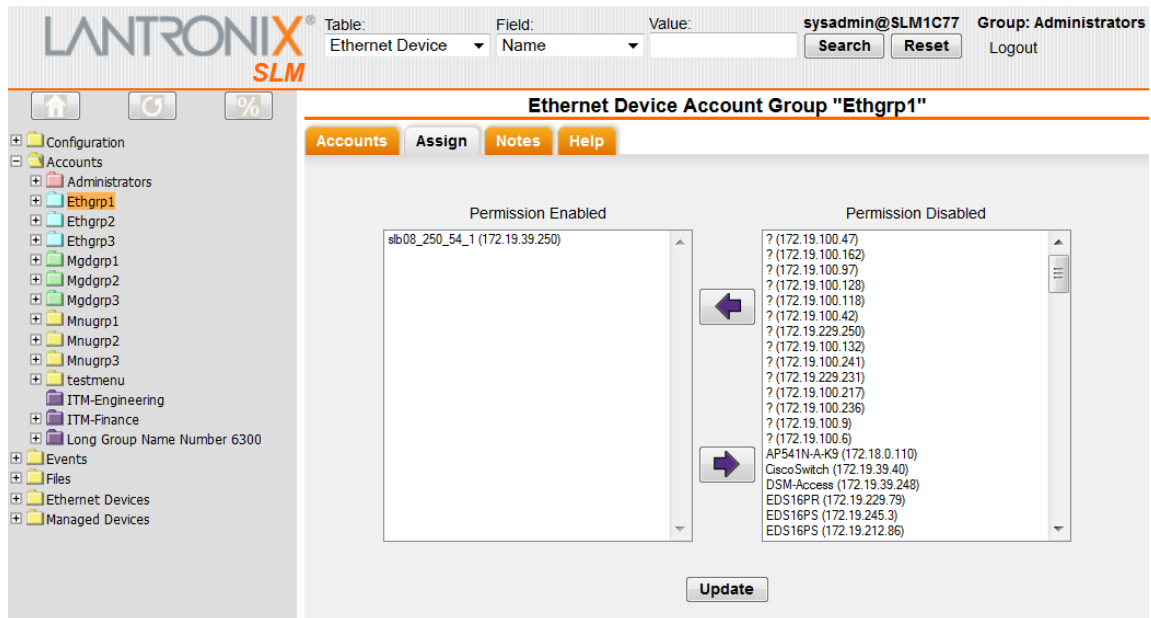 LANTRONIX®
SLM
Table:
Ethernet Device
Field:
Name
Value:
sysadmin@SLM1C77
Group: Administrators
Search
Reset
Logout
%
Configuration
Accounts
Administrators
Ethgrp1
Ethgrp2
Ethgrp3
Mgdgrp1
Mgdgrp2
Mgdgrp3
Mnugrp1
Mnugrp2
Mnugrp3
testmenu
ITM-Engineering
ITM-Finance
Long Group Name Number 6300
Events
Files
Ethernet Devices
Managed Devices
Ethernet Device Account Group "Ethgrp1"
Accounts
Assign
Notes
Help
Permission Enabled
slb08_250_54_1 (172.19.39.250)
Permission Disabled
? (172.19.100.47)
? (172.19.100.162)
? (172.19.100.97)
? (172.19.100.128)
? (172.19.100.118)
? (172.19.100.42)
? (172.19.229.250)
? (172.19.100.132)
? (172.19.100.241)
? (172.19.229.231)
? (172.19.100.217)
? (172.19.100.236)
? (172.19.100.9)
? (172.19.100.6)
AP541N-A-K9 (172.18.0.110)
CiscoSwitch (172.19.39.40)
DSM-Access (172.19.39.248)
EDS16PR (172.19.229.79)
EDS16PS (172.19.245.3)
EDS16PS (172.19.212.86)
Update